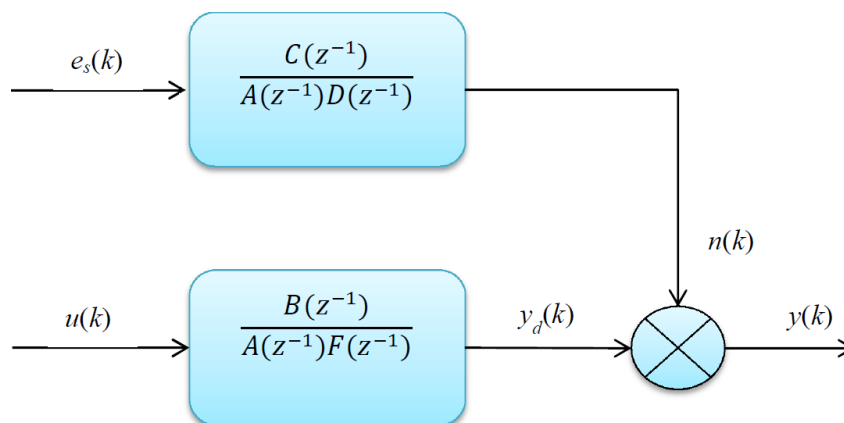 e_s(k)
C(z⁻¹)
A(z⁻¹)D(z⁻¹)
n(k)
u(k)
B(z⁻¹)
A(z⁻¹)F(z⁻¹)
y_d(k)
y(k)